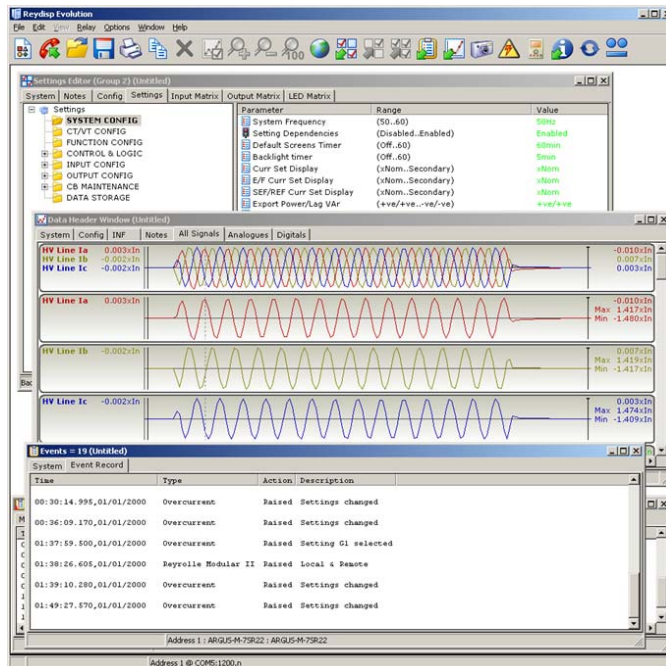 Reydisp Evolution
File Edit View Relay Options Window Help
100
Settings Editor (Group 2) (Untitled)
System Notes Config Settings Input Matrix Output Matrix LED Matrix
Settings
SYSTEM CONFIG
CT/VT CONFIG
FUNCTION CONFIG
CONTROL & LOGIC
INPUT CONFIG
OUTPUT CONFIG
CB MAINTENANCE
DATA STORAGE
Parameter Range Value
System Frequency (50..60) 50Hz
Setting Dependencies (Disabled..Enabled) Enabled
Default Screens Timer (Off..60) 60min
Backlight timer (Off..60) 5min
Curr Set Display (xNom..Secondary) xNom
E/F Curr Set Display (xNom..Secondary) xNom
SEF/REF Curr Set Display (xNom..Secondary) xNom
Export Power/Lag VAr (+ve/+ve..-ve/-ve) +ve/+ve
Data Header Window (Untitled)
System Config INF Notes All Signals Analogues Digitals
HV Line Ia 0.003xIn -0.010xIn
HV Line Ib -0.002xIn 0.007xIn
HV Line Ic -0.002xIn 0.003xIn
HV Line Ia 0.003xIn -0.010xIn
Max 1.417xIn
Min -1.480xIn
HV Line Ib -0.002xIn 0.007xIn
Max 1.419xIn
Min -1.417xIn
HV Line Ic -0.002xIn 0.003xIn
Max 1.474xIn
Min -1.409xIn
Events = 19 (Untitled)
System Event Record
Time Type Action Description
00:30:14.995,01/01/2000 Overcurrent Raised Settings changed
00:36:09.170,01/01/2000 Overcurrent Raised Settings changed
01:37:59.500,01/01/2000 Overcurrent Raised Setting G1 selected
01:38:26.605,01/01/2000 Reyrolle Modular II Raised Local & Remote
01:39:10.280,01/01/2000 Overcurrent Raised Settings changed
01:49:27.570,01/01/2000 Overcurrent Raised Settings changed
Address 1 : ARGUS-M-7SR22 : ARGUS-M-7SR22
Address 1 @ COM5:1200,n